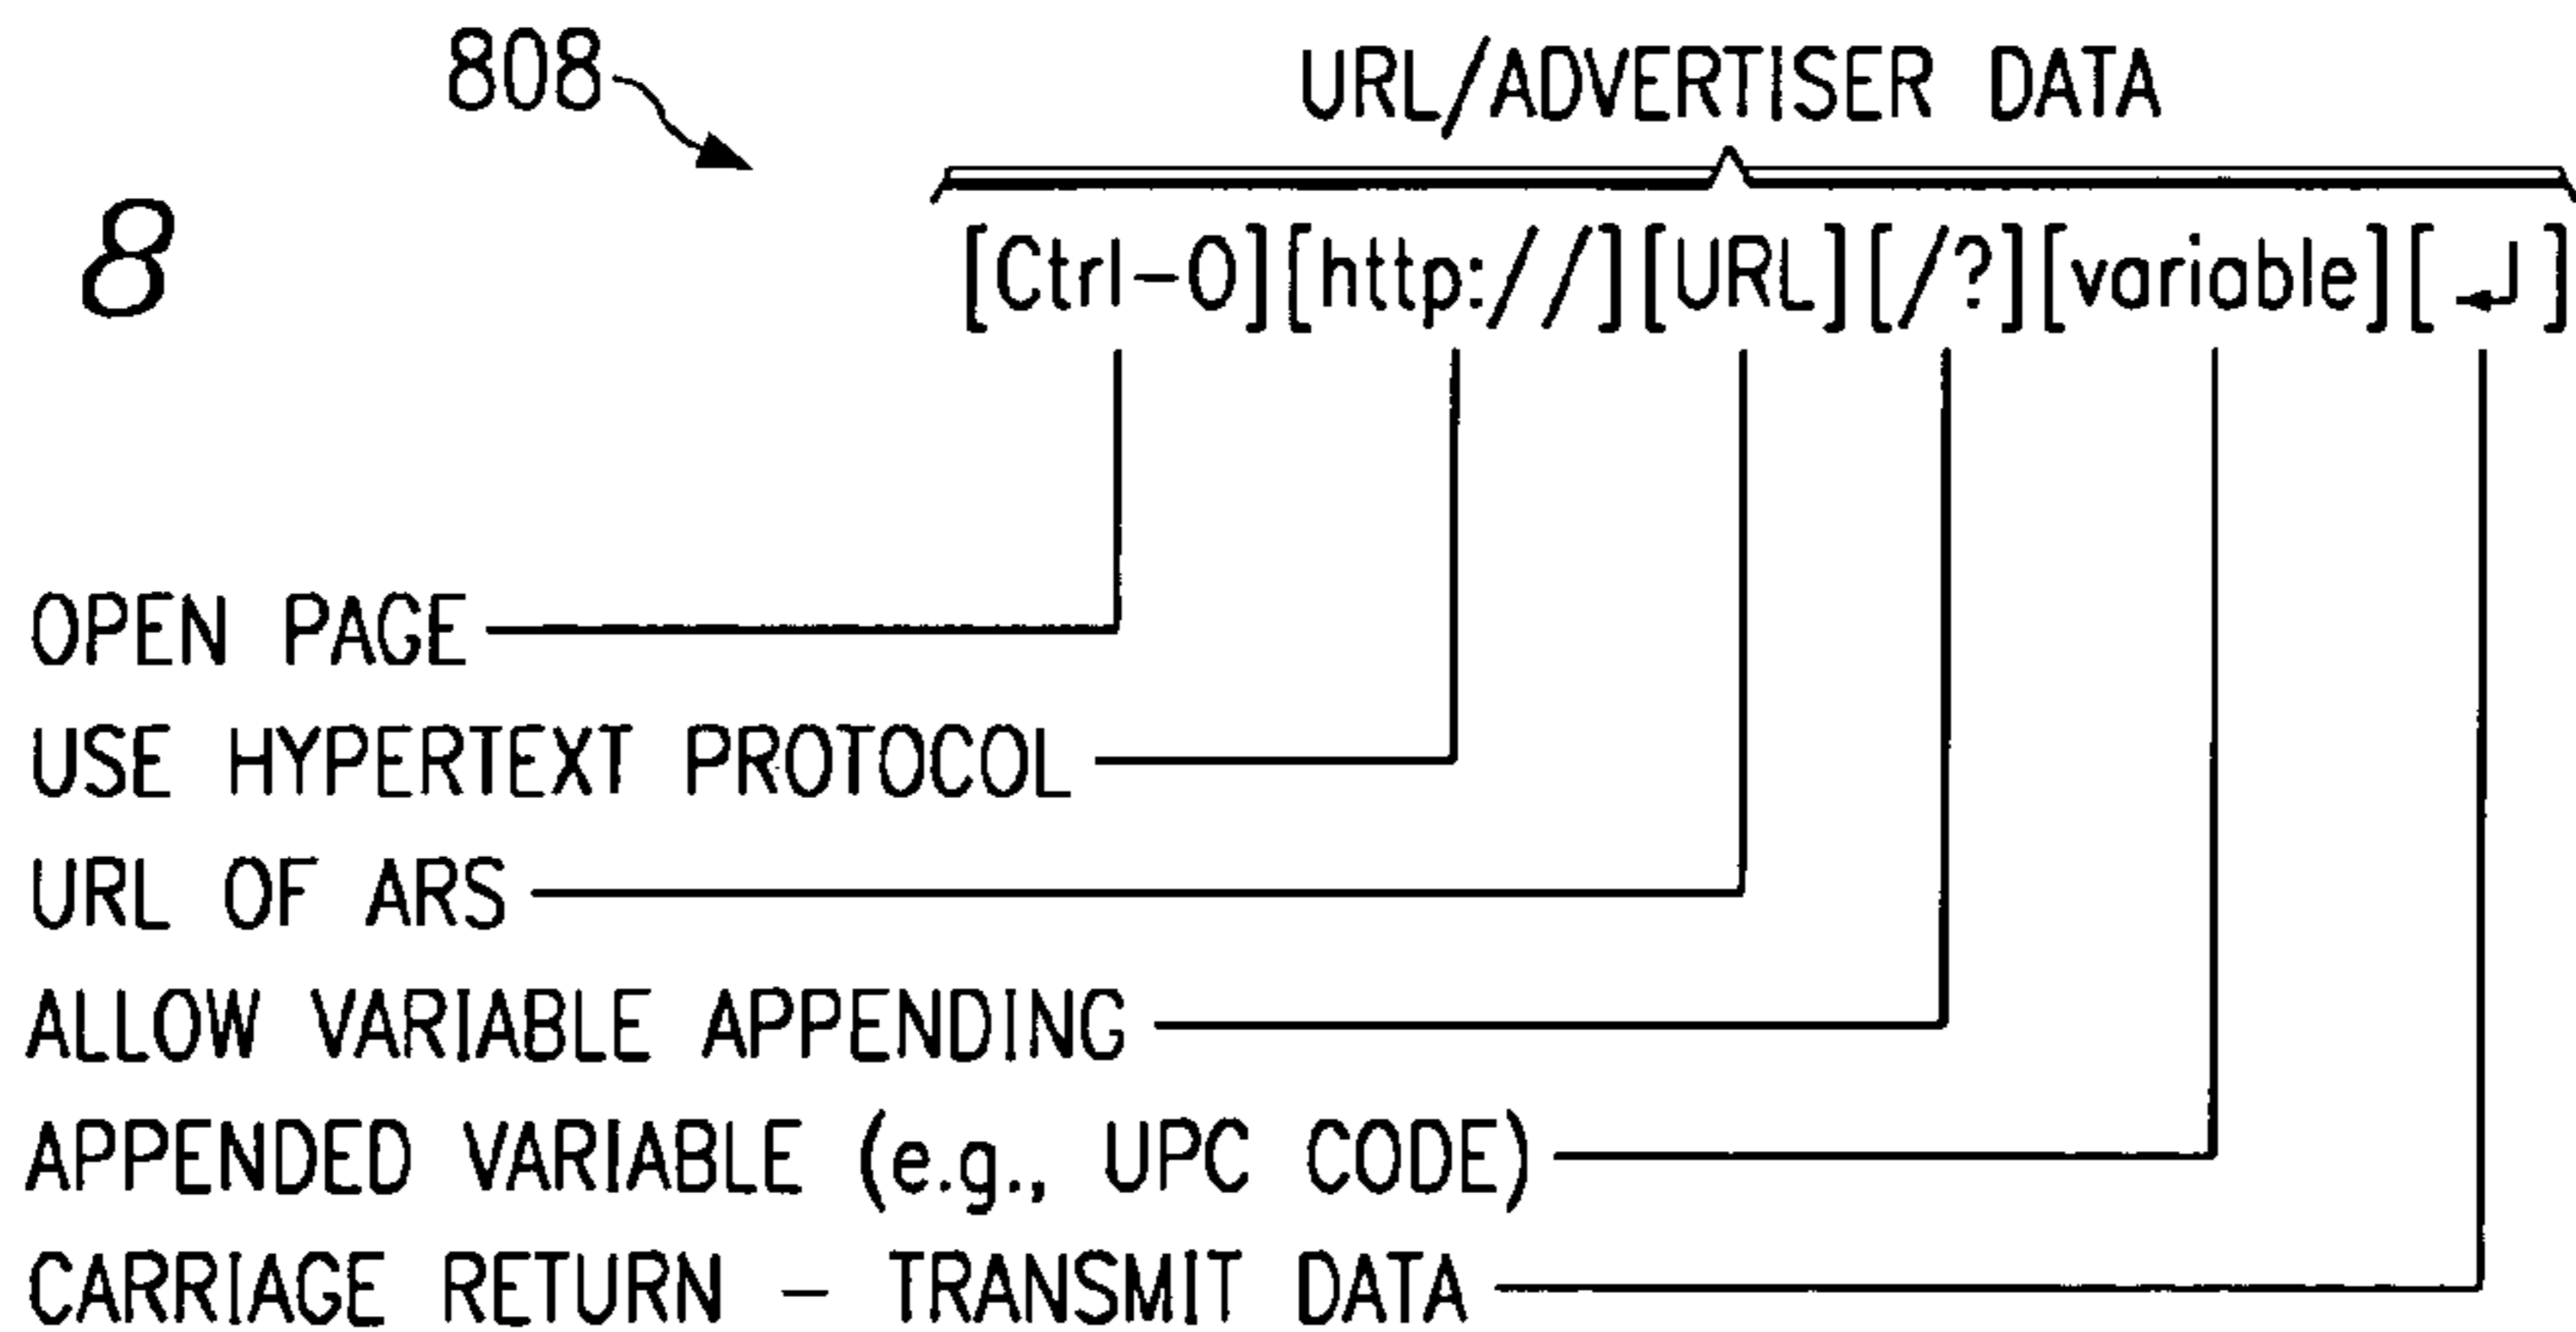 808
URL/ADVERTISER DATA
8
[Ctrl-O][http://][URL][/?][variable][↵]
OPEN PAGE
USE HYPERTEXT PROTOCOL
URL OF ARS
ALLOW VARIABLE APPENDING
APPENDED VARIABLE (e.g., UPC CODE)
CARRIAGE RETURN – TRANSMIT DATA